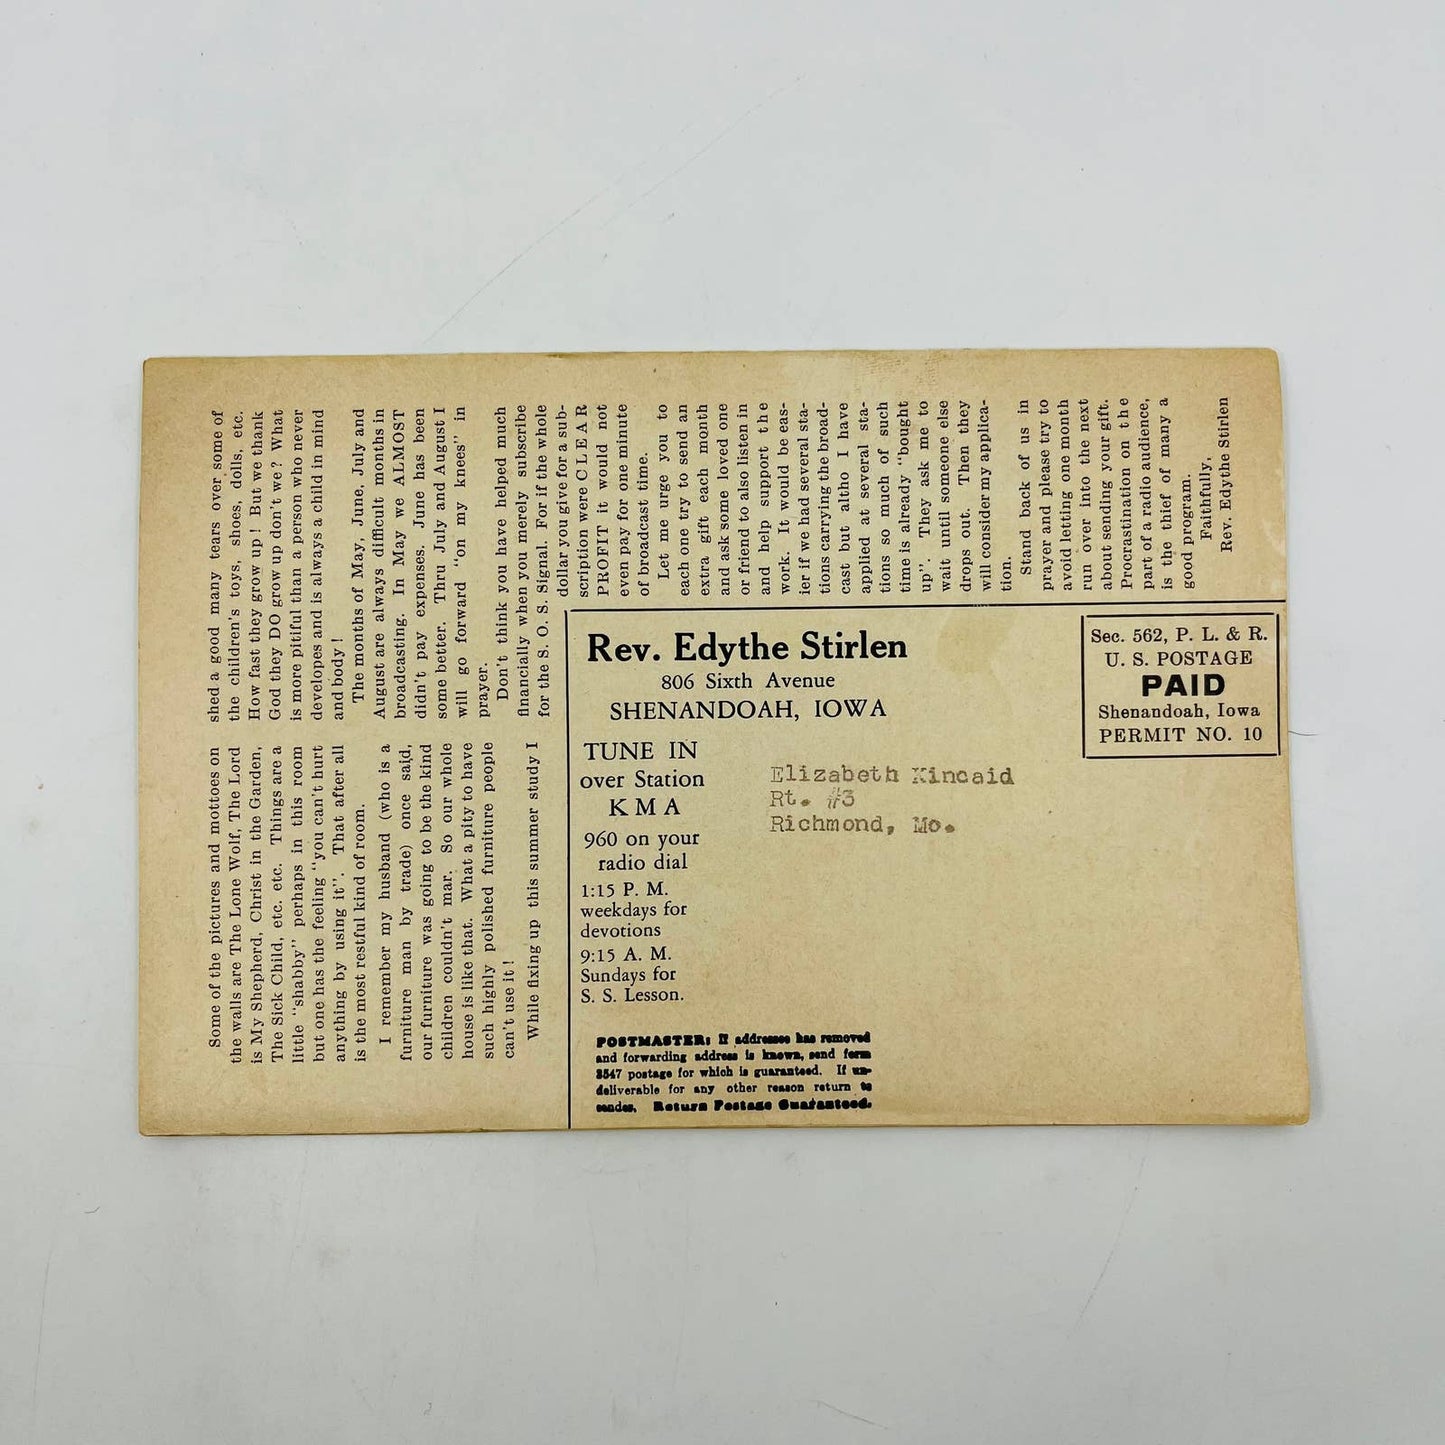 Some of the pictures and mottoes on
the walls are The Lone Wolf, The Lord
is My Shepherd, Christ in the Garden,
The Sick Child, etc. etc. Things are a
little "shabby" perhaps in this room
but one has the feeling "you can't hurt
anything by using it". That after all
is the most restful kind of room.
I remember my husband (who is a
furniture man by trade) once said,
our furniture was going to be the kind
children couldn't mar. So our whole
house is like that. What a pity to have
such highly polished furniture people
can't use it!
While fixing up this summer study I
shed a good many tears over some of
the children's toys, shoes, dolls, etc.
How fast they grow up! But we thank
God they DO grow up don't we? What
is more pitiful than a person who never
developes and is always a child in mind
and body!
The months of May, June, July and
August are always difficult months in
broadcasting. In May we ALMOST
didn't pay expenses. June has been
some better. Thru July and August I
will go forward "on my knees" in
prayer.
Don't think you have helped much
financially when you merely subscribe
for the S. O. S. Signal. For if the whole
dollar you give for a sub-
scription were CLEAR
PROFIT it would not
even pay for one minute
of broadcast time.
Let me urge you to
each one try to send an
extra gift each month
and ask some loved one
or friend to also listen in
and help support the
work. It would be eas-
ier if we had several sta-
tions carrying the broad-
cast but altho I have
applied at several sta-
tions so much of such
time is already "bought
up". They ask me to
wait until someone else
drops out. Then they
will consider my applica-
tion.
Stand back of us in
prayer and please try to
avoid letting one month
run over into the next
about sending your gift.
Procrastination on the
part of a radio audience,
is the thief of many a
good program.
Faithfully,
Rev. Edythe Stirlen
Rev. Edythe Stirlen
806 Sixth Avenue
SHENANDOAH, IOWA
TUNE IN
over Station
KMA
960 on your
radio dial
1:15 P. M.
weekdays for
devotions
9:15 A. M.
Sundays for
S. S. Lesson.
POSTMASTER: If addressee has removed
and forwarding address is known, send form
3547 postage for which is guaranteed. If un-
deliverable for any other reason return to
sender. Return Postage Guaranteed.
Sec. 562, P. L. & R.
U. S. POSTAGE
PAID
Shenandoah, Iowa
PERMIT NO. 10
Elizabeth Kincaid
Rt. #3
Richmond, Mo.